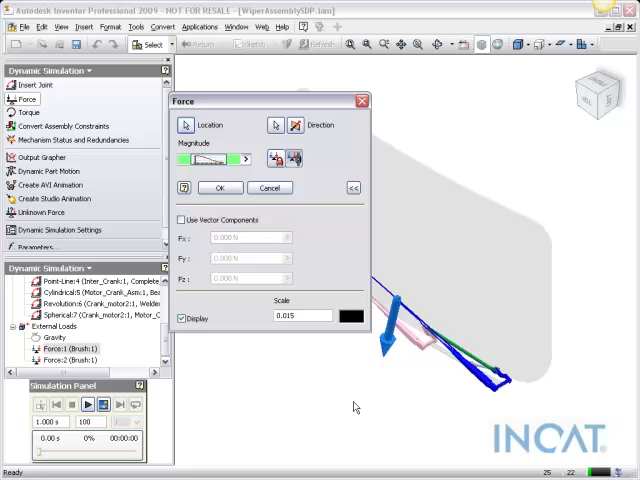 Autodesk Inventor Professional 2009 - NOT FOR RESALE - [WiperAssemblySDP.iam]
File Edit View Insert Format Tools Convert Applications Window Web Help
Select Return Sketch Refresh
Dynamic Simulation
Insert Joint
Force
Torque
Convert Assembly Constraints
Mechanism Status and Redundancies
Output Grapher
Dynamic Part Motion
Create AVI Animation
Create Studio Animation
Unknown Force
Dynamic Simulation Settings
Parameters...
Force
Location
Direction
Magnitude
OK
Cancel
<<
Use Vector Components
Fx :
0.000 N
Fy :
0.000 N
Fz :
0.000 N
Scale
Display
0.015
Dynamic Simulation
Point-Line:4 (Inter_Crank:1, Complete
Cylindrical:5 (Motor_Crank_Asm:1, Bell
Revolution:6 (Crank_motor2:1, Welde
Spherical:7 (Crank_motor2:1, Connect
External Loads
Gravity
Force:1 (Brush:1)
Force:2 (Brush:1)
Simulation Panel
1.000 s
100
0.00 s
0%
00:00:00
INCAT
Ready
25
22